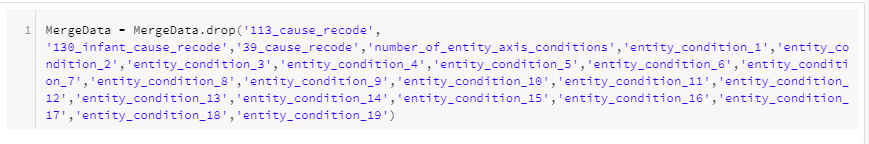 1 MergeData = MergeData.drop('113_cause_recode',
'130_infant_cause_recode','39_cause_recode','number_of_entity_axis_conditions','entity_condition_1','entity_co
ndition_2','entity_condition_3','entity_condition_4','entity_condition_5','entity_condition_6','entity_conditi
on_7','entity_condition_8','entity_condition_9','entity_condition_10','entity_condition_11','entity_condition_
12','entity_condition_13','entity_condition_14','entity_condition_15','entity_condition_16','entity_condition_
17','entity_condition_18','entity_condition_19')